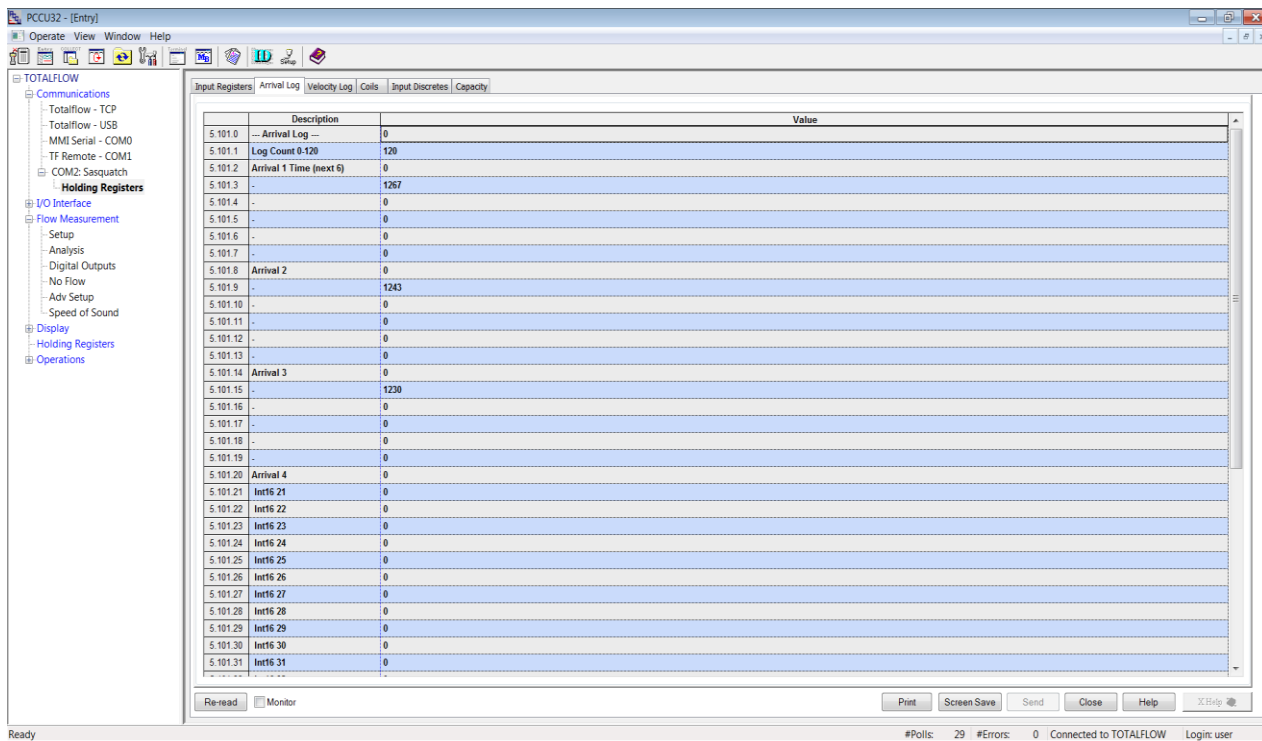 PCCU32 - [Entry]
Operate View Window Help
TOTALFLOW
Communications
Totalflow - TCP
Totalflow - USB
MMI Serial - COM0
TF Remote - COM1
COM2: Sasquatch
Holding Registers
I/O Interface
Flow Measurement
Setup
Analysis
Digital Outputs
No Flow
Adv Setup
Speed of Sound
Display
Holding Registers
Operations
Input Registers Arrival Log Velocity Log Coils Input Discretes Capacity
Description Value
5.101.0 --- Arrival Log --- 0
5.101.1 Log Count 0-120 120
5.101.2 Arrival 1 Time (next 6) 0
5.101.3 - 1267
5.101.4 - 0
5.101.5 - 0
5.101.6 - 0
5.101.7 - 0
5.101.8 Arrival 2 0
5.101.9 - 1243
5.101.10 - 0
5.101.11 - 0
5.101.12 - 0
5.101.13 - 0
5.101.14 Arrival 3 0
5.101.15 - 1230
5.101.16 - 0
5.101.17 - 0
5.101.18 - 0
5.101.19 - 0
5.101.20 Arrival 4 0
5.101.21 Int16 21 0
5.101.22 Int16 22 0
5.101.23 Int16 23 0
5.101.24 Int16 24 0
5.101.25 Int16 25 0
5.101.26 Int16 26 0
5.101.27 Int16 27 0
5.101.28 Int16 28 0
5.101.29 Int16 29 0
5.101.30 Int16 30 0
5.101.31 Int16 31 0
Re-read Monitor Print Screen Save Send Close Help X Help
Ready #Polls: 29 #Errors: 0 Connected to TOTALFLOW Login: user